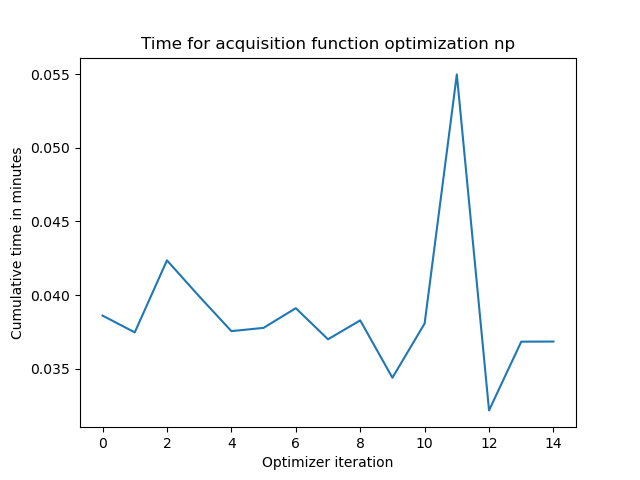 Time for acquisition function optimization np
Cumulative time in minutes
0.055
0.050
0.045
0.040
0.035
0 2 4 6 8 10 12 14
Optimizer iteration